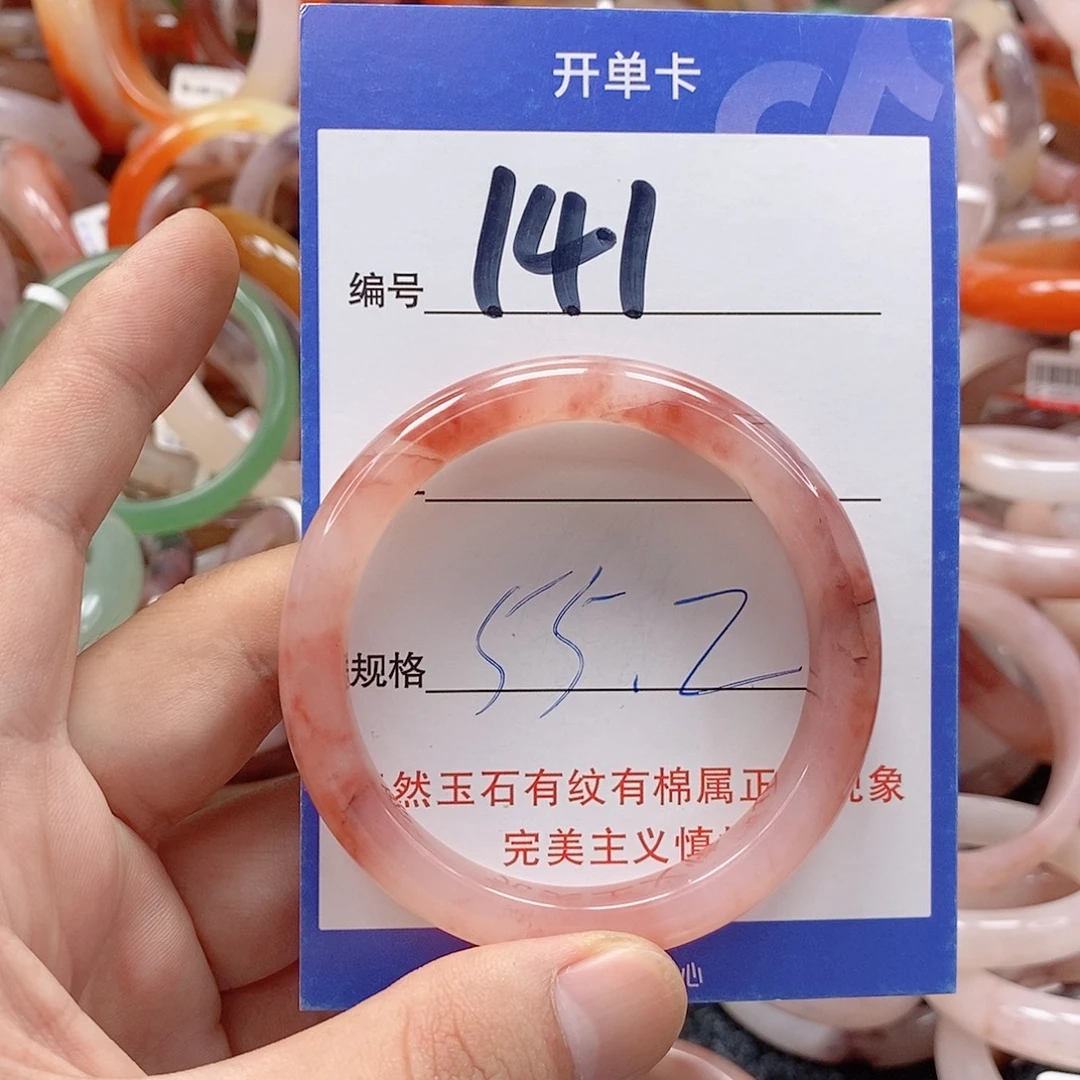 开单卡
编号 141
规格 55.2
然玉石有纹有棉属正 象
完美主义慎
心